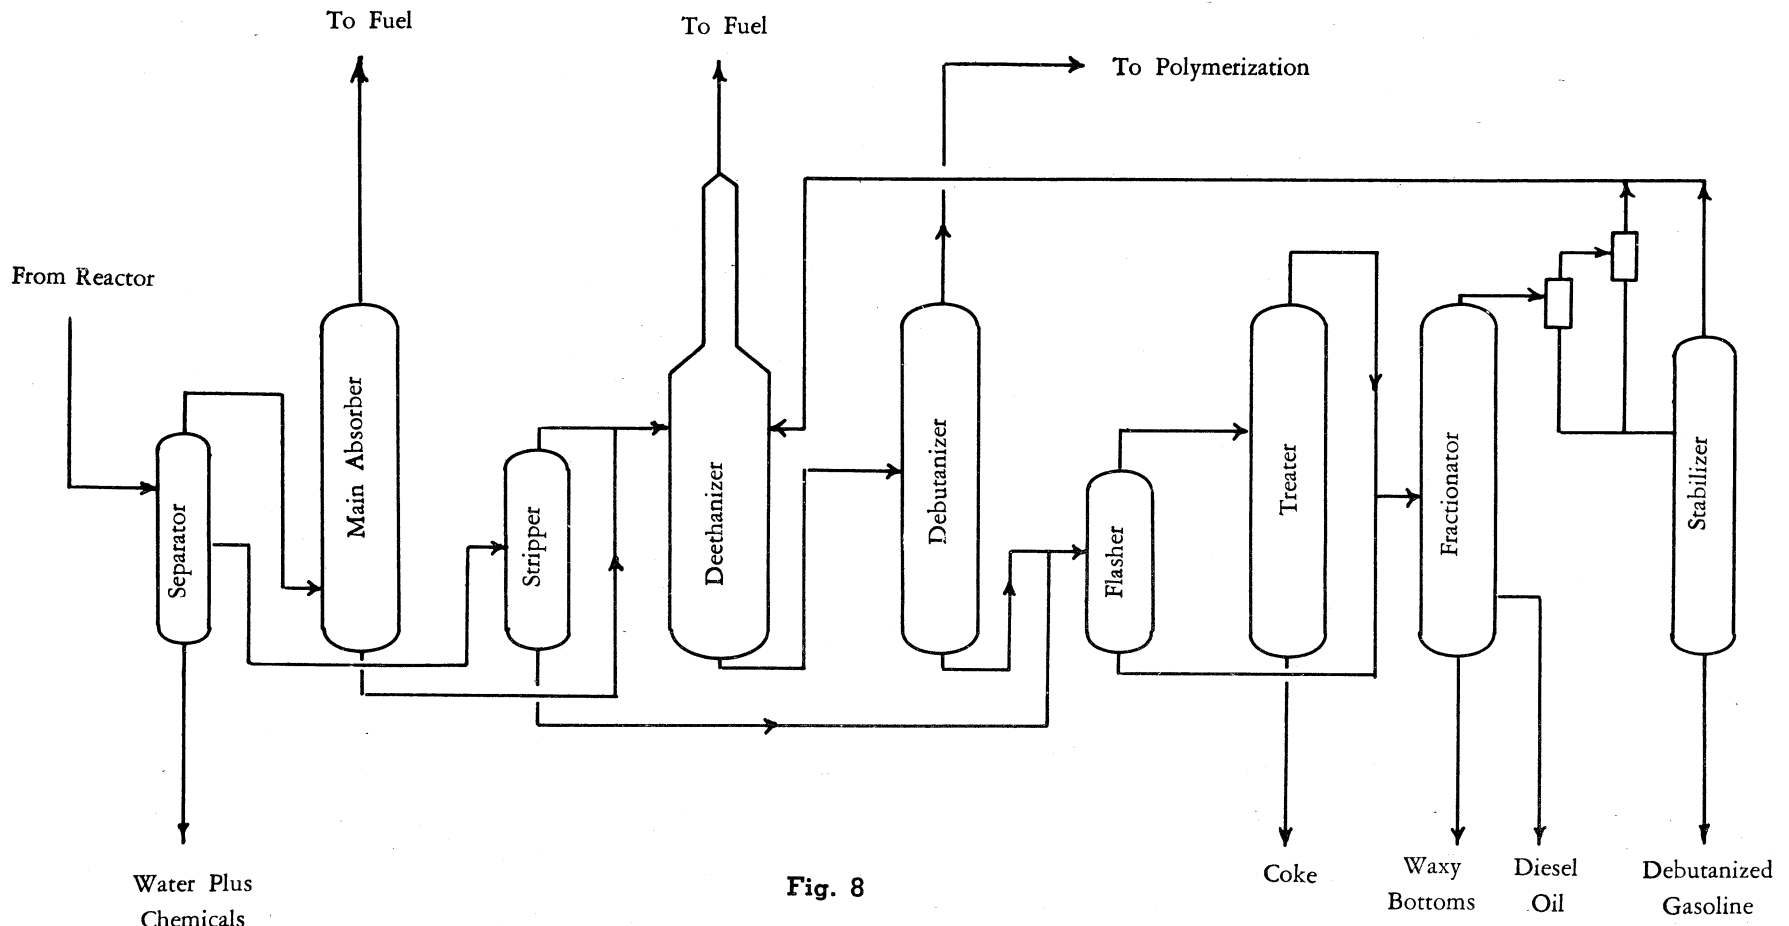 To Fuel
To Fuel
To Polymerization
From Reactor
Separator
Main Absorber
Stripper
Deethanizer
Debutanizer
Flasher
Treater
Fractionator
Stabilizer
Water Plus
Chemicals
Fig. 8
Coke
Waxy
Bottoms
Diesel
Oil
Debutanized
Gasoline